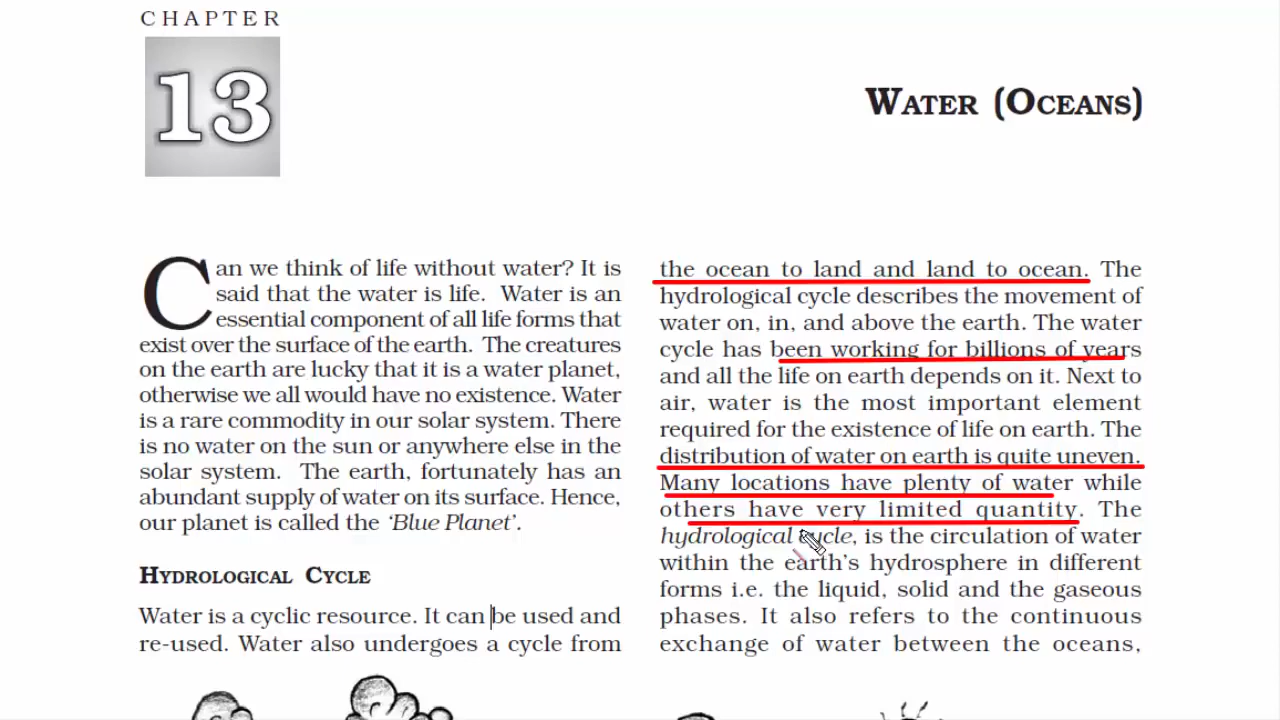 CHAPTER
13
WATER (OCEANS)
Can we think of life without water? It is
said that the water is life. Water is an
essential component of all life forms that
exist over the surface of the earth. The creatures
on the earth are lucky that it is a water planet,
otherwise we all would have no existence. Water
is a rare commodity in our solar system. There
is no water on the sun or anywhere else in the
solar system. The earth, fortunately has an
abundant supply of water on its surface. Hence,
our planet is called the ‘Blue Planet’.
HYDROLOGICAL CYCLE
Water is a cyclic resource. It can be used and
re-used. Water also undergoes a cycle from
the ocean to land and land to ocean. The
hydrological cycle describes the movement of
water on, in, and above the earth. The water
cycle has been working for billions of years
and all the life on earth depends on it. Next to
air, water is the most important element
required for the existence of life on earth. The
distribution of water on earth is quite uneven.
Many locations have plenty of water while
others have very limited quantity. The
hydrological cycle, is the circulation of water
within the earth’s hydrosphere in different
forms i.e. the liquid, solid and the gaseous
phases. It also refers to the continuous
exchange of water between the oceans,